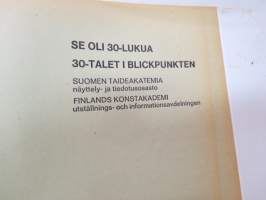 SE OLI 30-LUKUA
30-TALET I BLICKPUNKTEN
SUOMEN TAIDEAKATEMIA
näyttely- ja tiedotusosasto
FINLANDS KONSTAKADEMI
utställnings- och informationsavdelningen